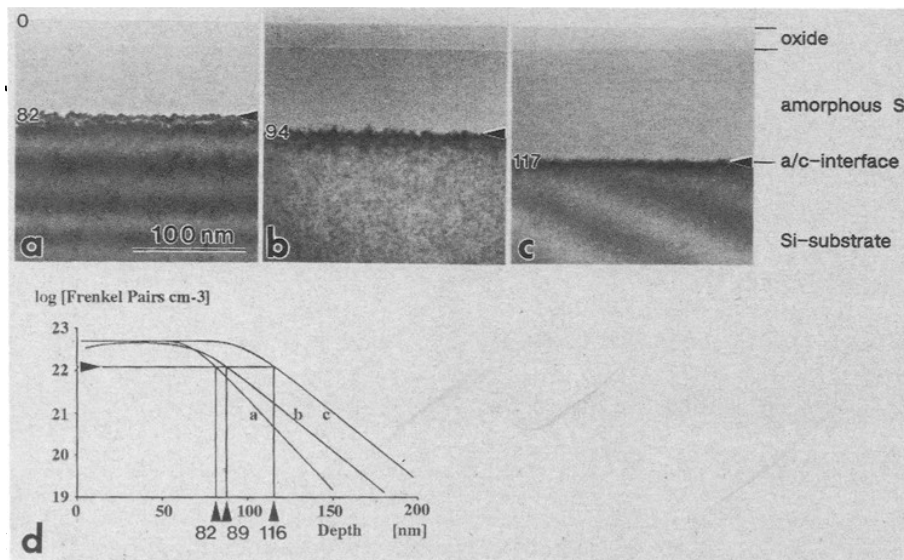 0
oxide
82
94
117
amorphous S
a/c-interface
100 nm
Si-substrate
a
b
c
log [Frenkel Pairs cm-3]
23
22
21
20
19
a
b
c
0
50
100
150
200
82
89
116
Depth
[nm]
d